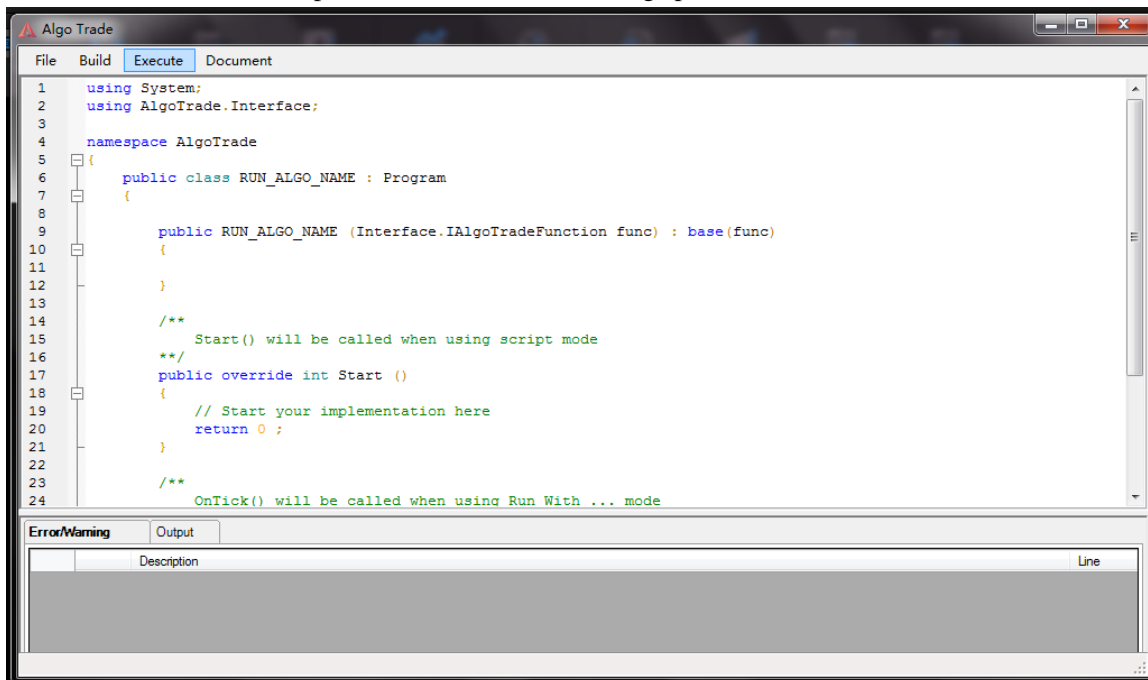 Algo Trade
File Build Execute Document
1 using System;
2 using AlgoTrade.Interface;
3
4 namespace AlgoTrade
5 {
6 public class RUN_ALGO_NAME : Program
7 {
8
9 public RUN_ALGO_NAME (Interface.IAlgoTradeFunction func) : base(func)
10 {
11
12 }
13
14 /**
15 Start() will be called when using script mode
16 **/
17 public override int Start ()
18 {
19 // Start your implementation here
20 return 0 ;
21 }
22
23 /**
24 OnTick() will be called when using Run With ... mode
Error/Warning Output
Description Line